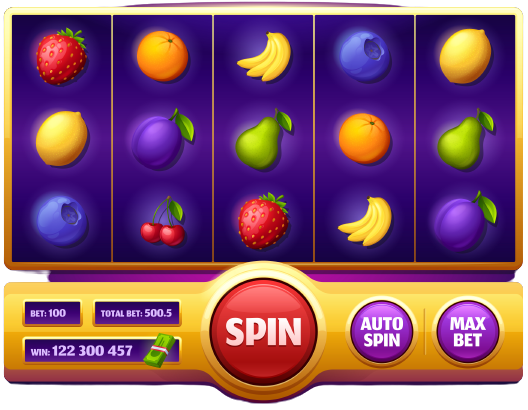 BET: 100
TOTAL BET: 500.5
WIN: 122 300 457
SPIN
AUTO
SPIN
MAX
BET